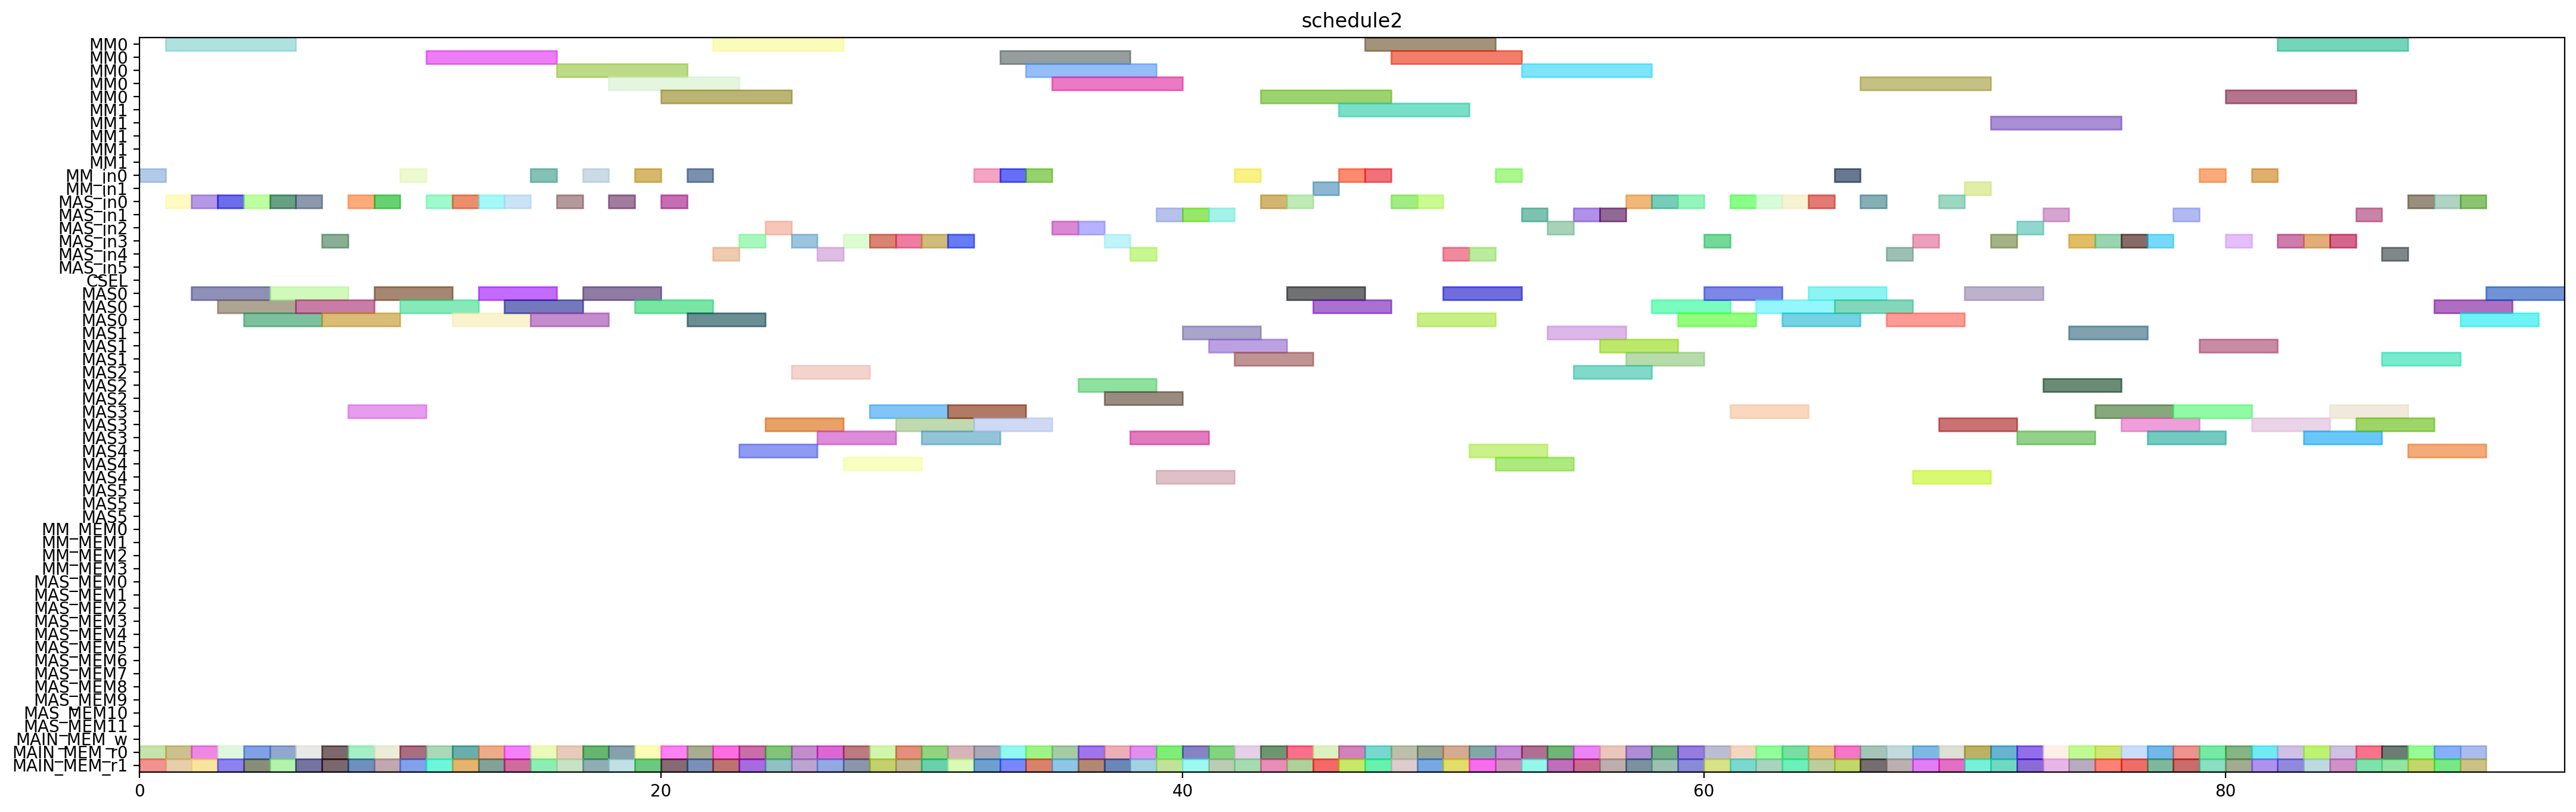 schedule2
MM0
MM0
MM0
MM0
MM0
MM1
MM1
MM1
MM1
MM1
MM_in0
MM_in1
MAS_in0
MAS_in1
MAS_in2
MAS_in3
MAS_in4
MAS_in5
CSEL
MAS0
MAS0
MAS0
MAS1
MAS1
MAS1
MAS2
MAS2
MAS2
MAS3
MAS3
MAS3
MAS4
MAS4
MAS4
MAS5
MAS5
MAS5
MM_MEM0
MM_MEM1
MM_MEM2
MM_MEM3
MAS_MEM0
MAS_MEM1
MAS_MEM2
MAS_MEM3
MAS_MEM4
MAS_MEM5
MAS_MEM6
MAS_MEM7
MAS_MEM8
MAS_MEM9
MAS_MEM10
MAS_MEM11
MAIN_MEM_w
MAIN_MEM_r0
MAIN_MEM_r1
0 20 40 60 80